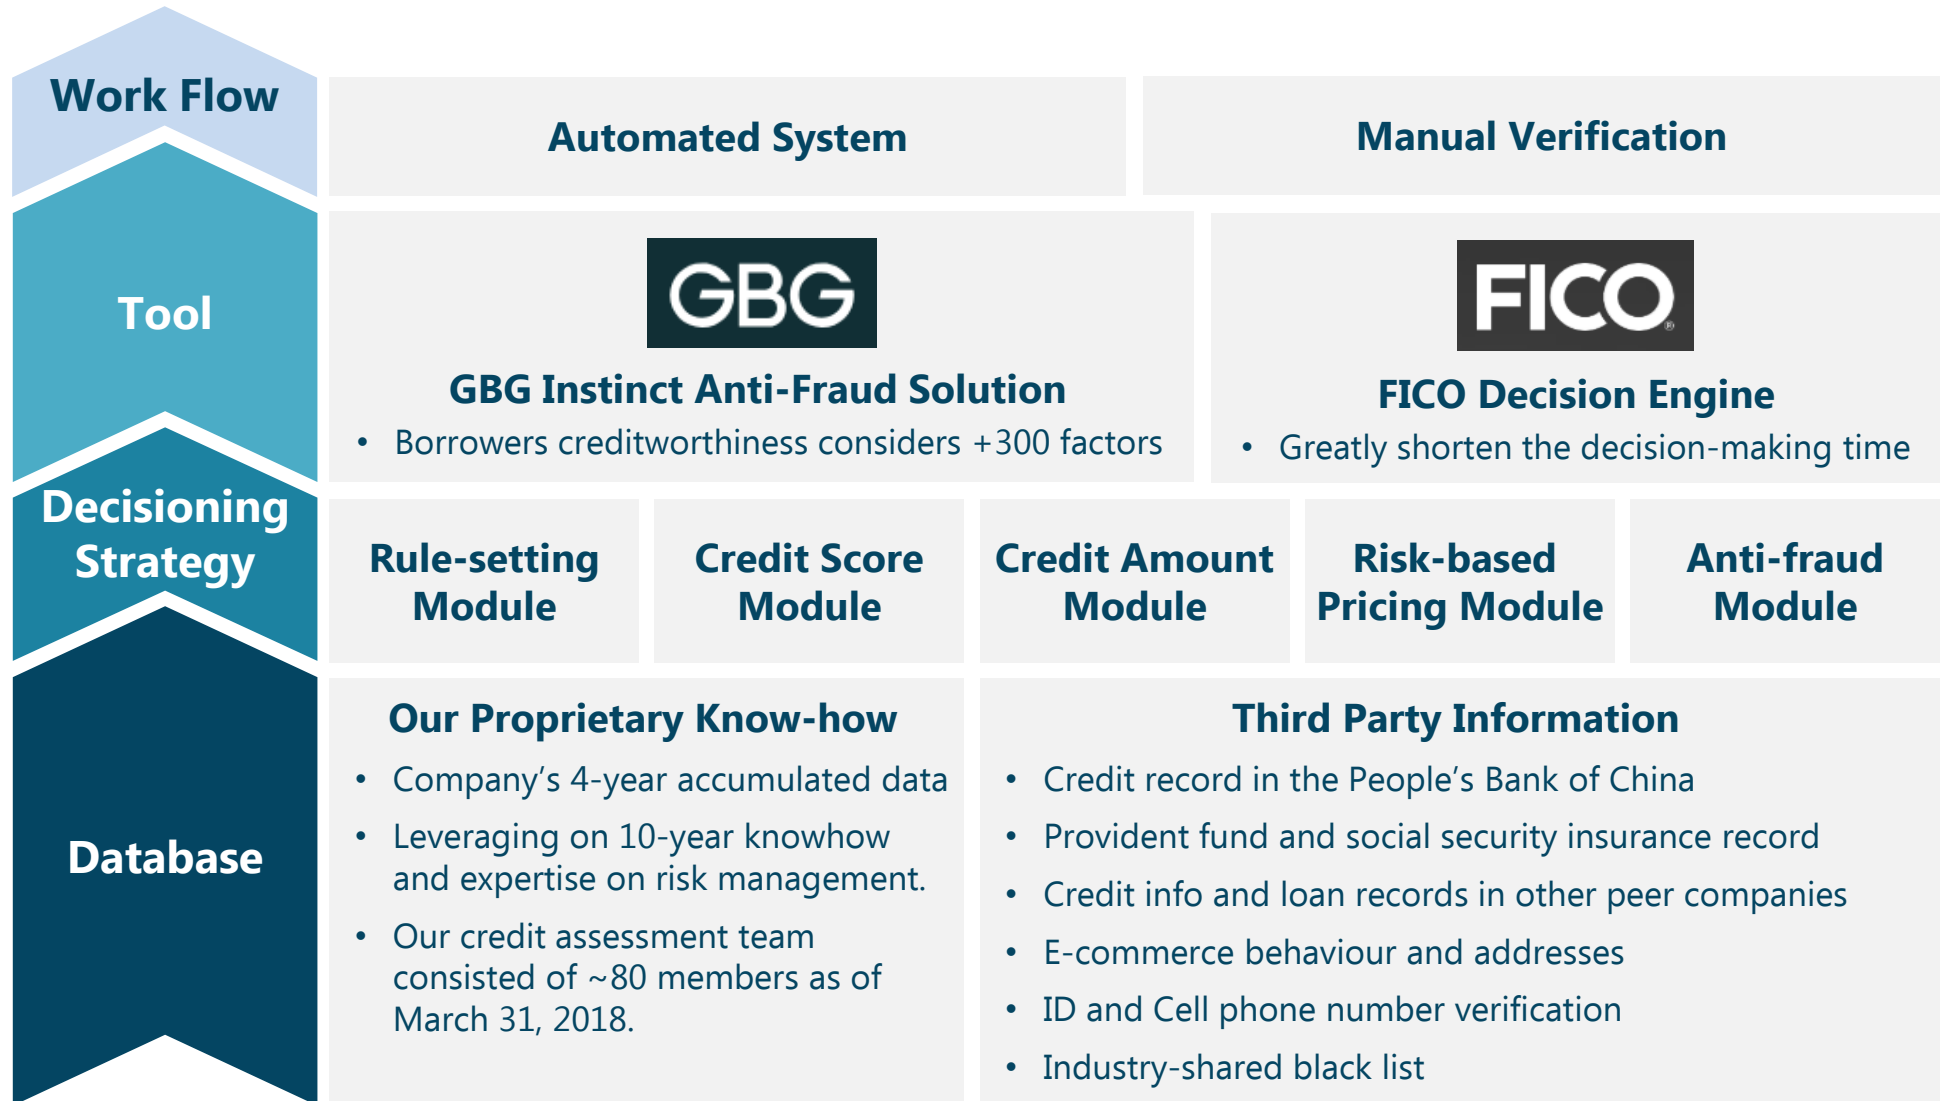 Work Flow
Automated System
Manual Verification
Tool
GBG
GBG Instinct Anti-Fraud Solution
• Borrowers creditworthiness considers +300 factors
FICO®
FICO Decision Engine
• Greatly shorten the decision-making time
Decisioning
Strategy
Rule-setting
Module
Credit Score
Module
Credit Amount
Module
Risk-based
Pricing Module
Anti-fraud
Module
Database
Our Proprietary Know-how
• Company’s 4-year accumulated data
• Leveraging on 10-year knowhow
and expertise on risk management.
• Our credit assessment team
consisted of ~80 members as of
March 31, 2018.
Third Party Information
• Credit record in the People’s Bank of China
• Provident fund and social security insurance record
• Credit info and loan records in other peer companies
• E-commerce behaviour and addresses
• ID and Cell phone number verification
• Industry-shared black list